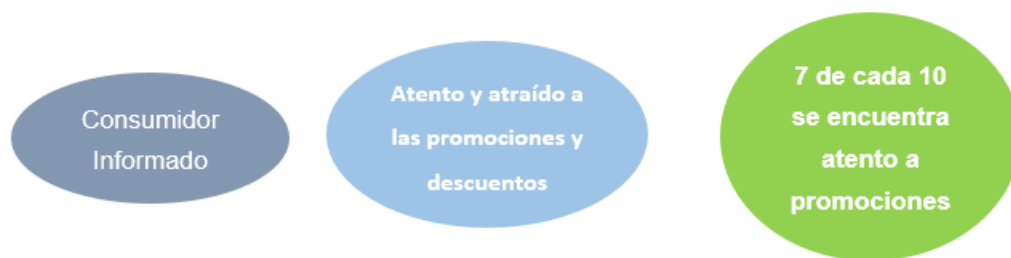 Consumidor
Informado
Atento y atraído a
las promociones y
descuentos
7 de cada 10
se encuentra
atento a
promociones